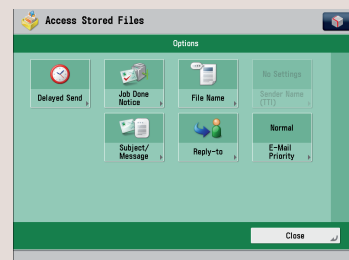 Access Stored Files
Options
Delayed Send
Job Done
Notice
File Name
No Settings
Sender Name
(TTI)
Subject/
Message
Reply-to
Normal
E-Mail
Priority
Close